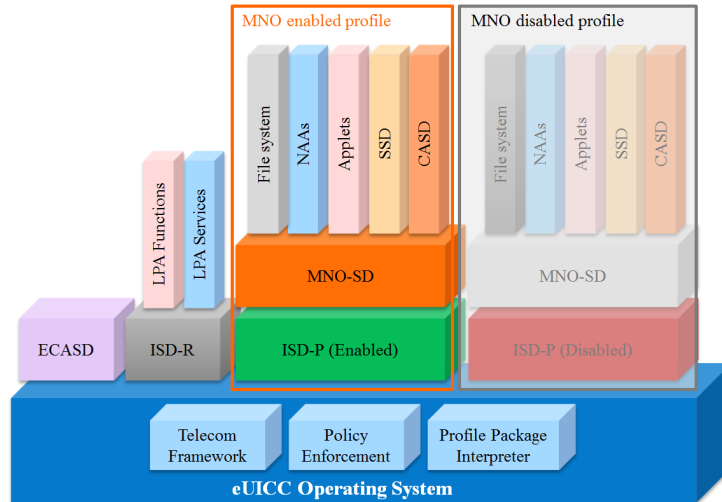 MNO enabled profile
MNO disabled profile
File system
NAAs
Applets
SSD
CASD
File system
NAAs
Applets
SSD
CASD
LPA Functions
LPA Services
MNO-SD
MNO-SD
ECASD
ISD-R
ISD-P (Enabled)
ISD-P (Disabled)
Telecom
Framework
Policy
Enforcement
Profile Package
Interpreter
eUICC Operating System